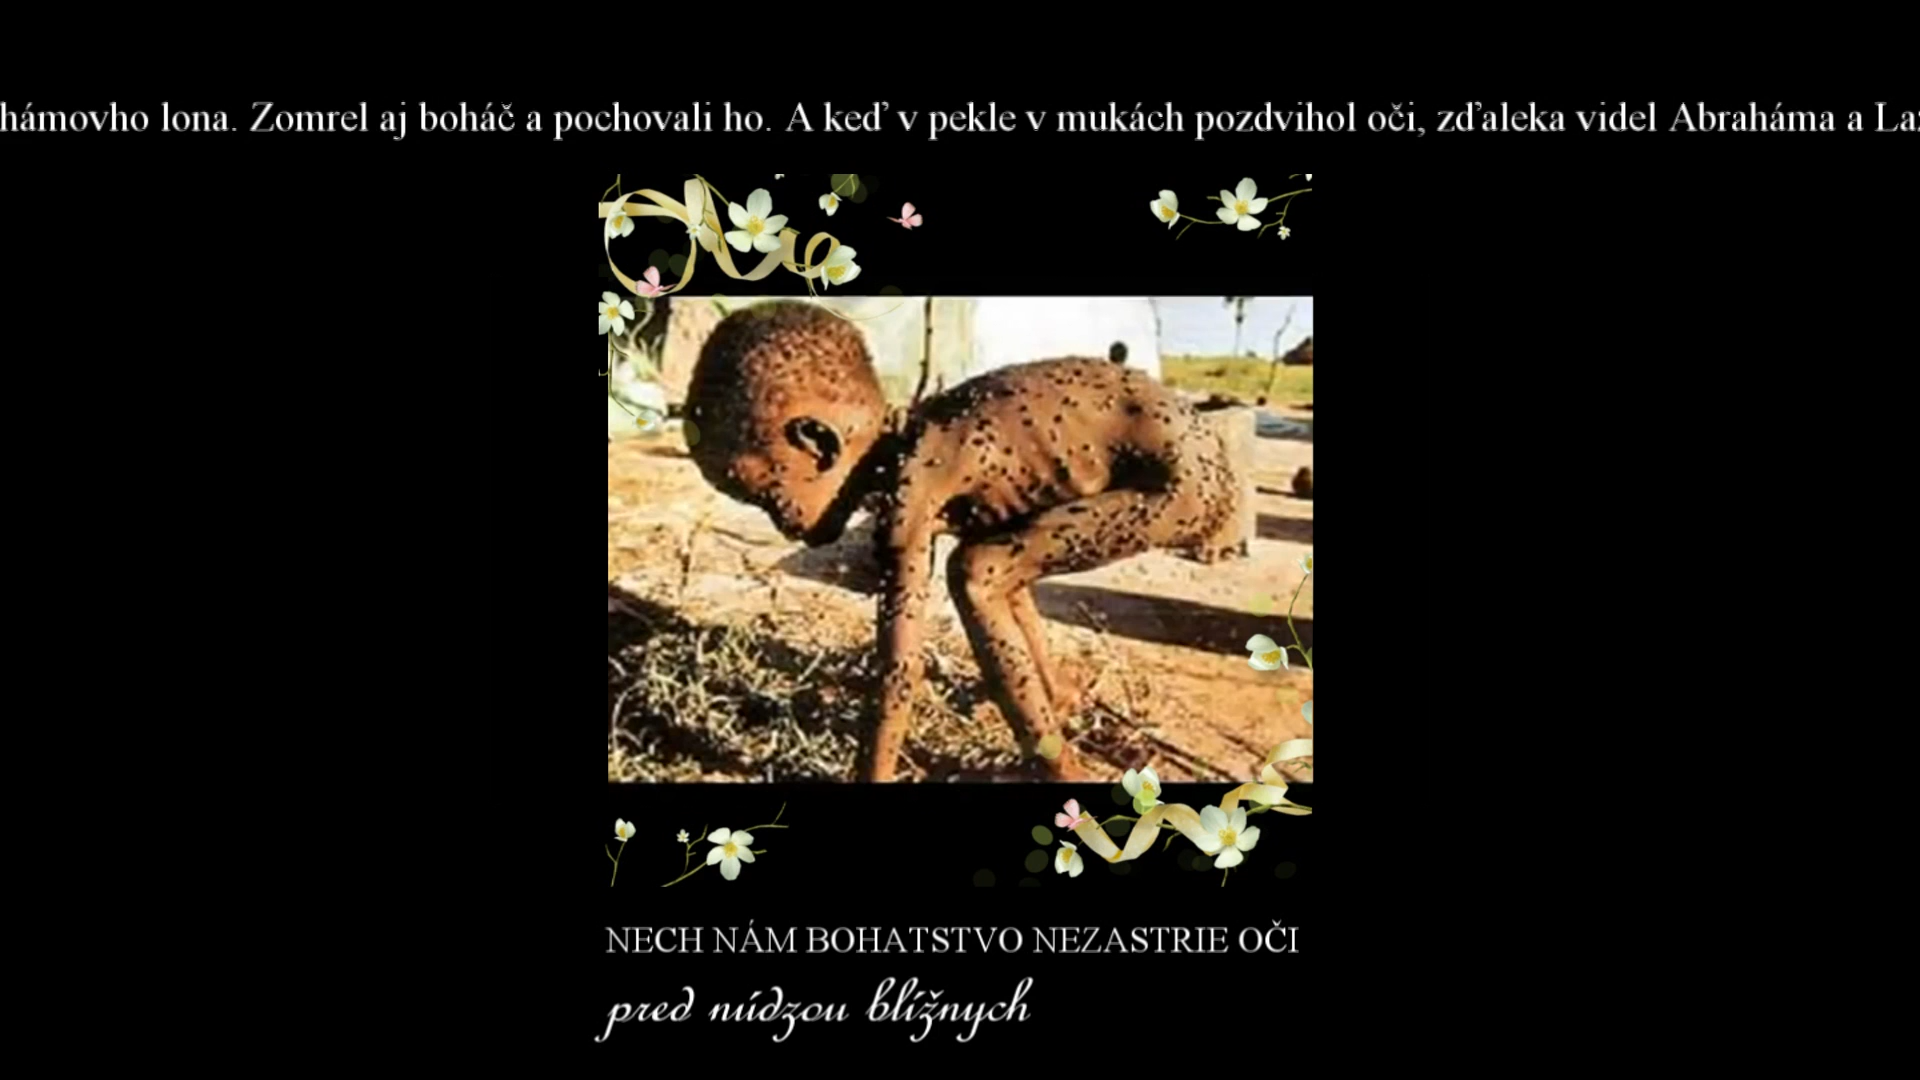 lona. Zomrel aj boháč a pochovali ho. A keď v pekle v mukách pozdvihol oči, zďaleka videl Abraháma a
NECH NÁM BOHATSTVO NEZASTRIE OČI
pred núdzou blížnych